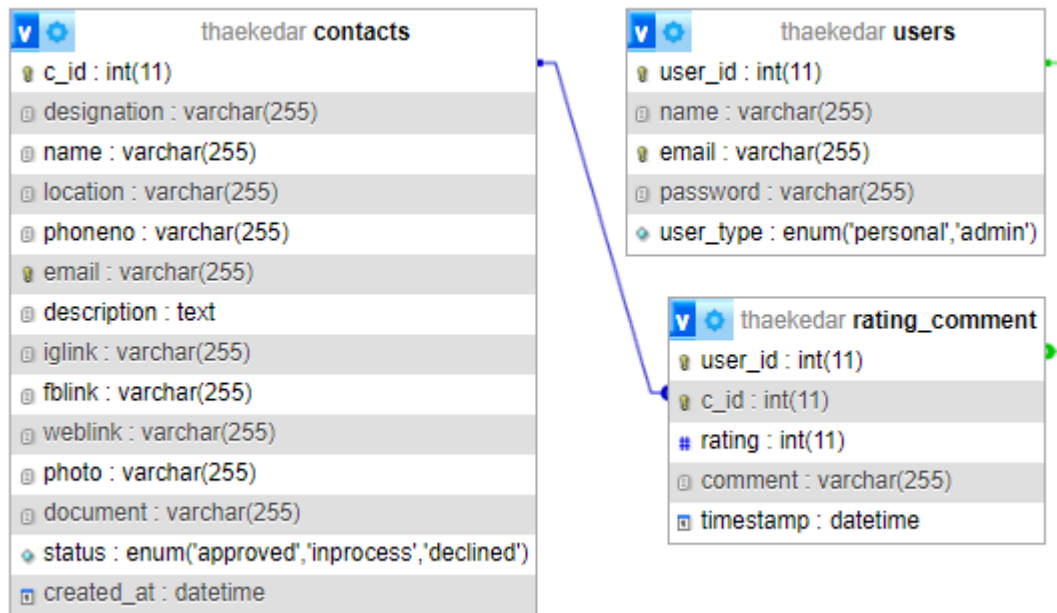 thaekedar contacts
c_id : int(11)
designation : varchar(255)
name : varchar(255)
location : varchar(255)
phoneno : varchar(255)
email : varchar(255)
description : text
iglink : varchar(255)
fblink : varchar(255)
weblink : varchar(255)
photo : varchar(255)
document : varchar(255)
status : enum('approved','inprocess','declined')
created_at : datetime
thaekedar users
user_id : int(11)
name : varchar(255)
email : varchar(255)
password : varchar(255)
user_type : enum('personal','admin')
thaekedar rating_comment
user_id : int(11)
c_id : int(11)
# rating : int(11)
comment : varchar(255)
timestamp : datetime